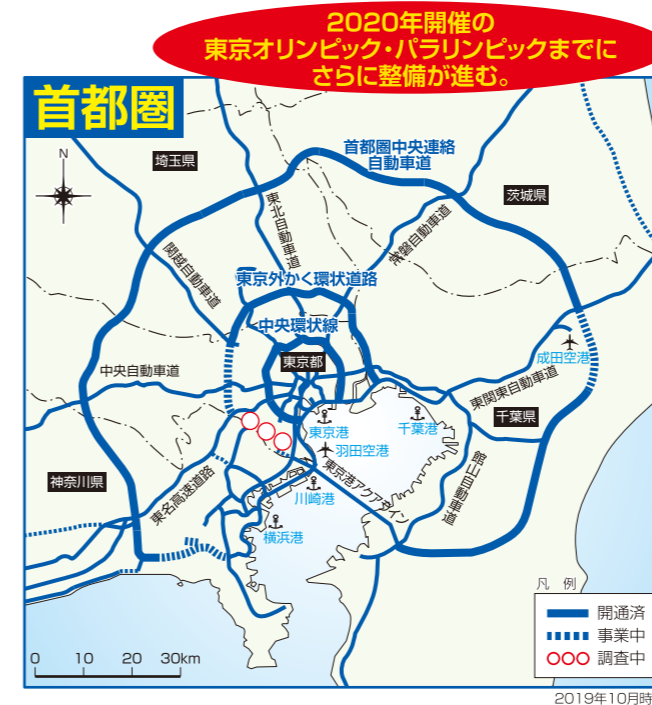 2020年開催の
東京オリンピック・パラリンピックまでに
さらに整備が進む。
首都圏
首都圏中央連絡
自動車道
N
埼玉県
茨城県
東北自動車道
常磐自動車道
関越自動車道
東京外かく環状道路
中央環状線
東京都
中央自動車道
成田空港
東関東自動車道
千葉県
東京港
千葉港
羽田空港
神奈川県
東名高速道路
川崎港
東京港アクアライン
館山自動車道
横浜港
凡 例
開通済
事業中
調査中
0 10 20 30km
2019年10月時